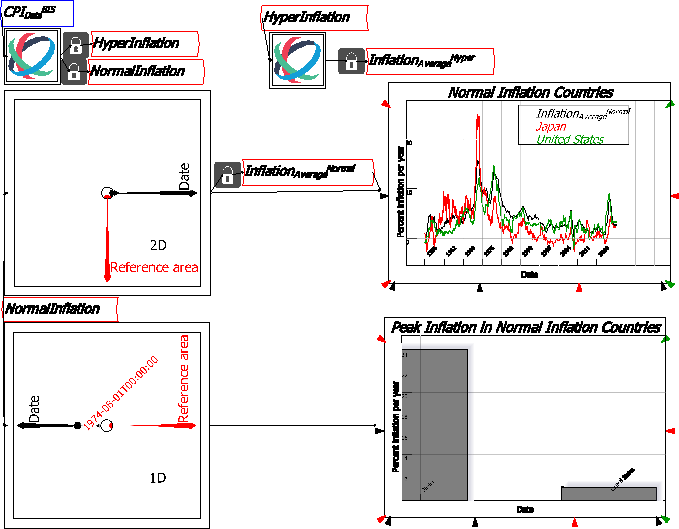 CPI_Data^BIS
HyperInflation
NormalInflation
HyperInflation
Inflation_Average^Hyper
Date
2D
Reference area
Inflation_Average^Normal
Normal Inflation Countries
Percent Inflation per year
Inflation_Average^Normal
Japan
United States
Date
NormalInflation
Date
1974-06-01T00:00:00
Reference area
1D
Peak Inflation in Normal Inflation Countries
Percent Inflation per year
Date